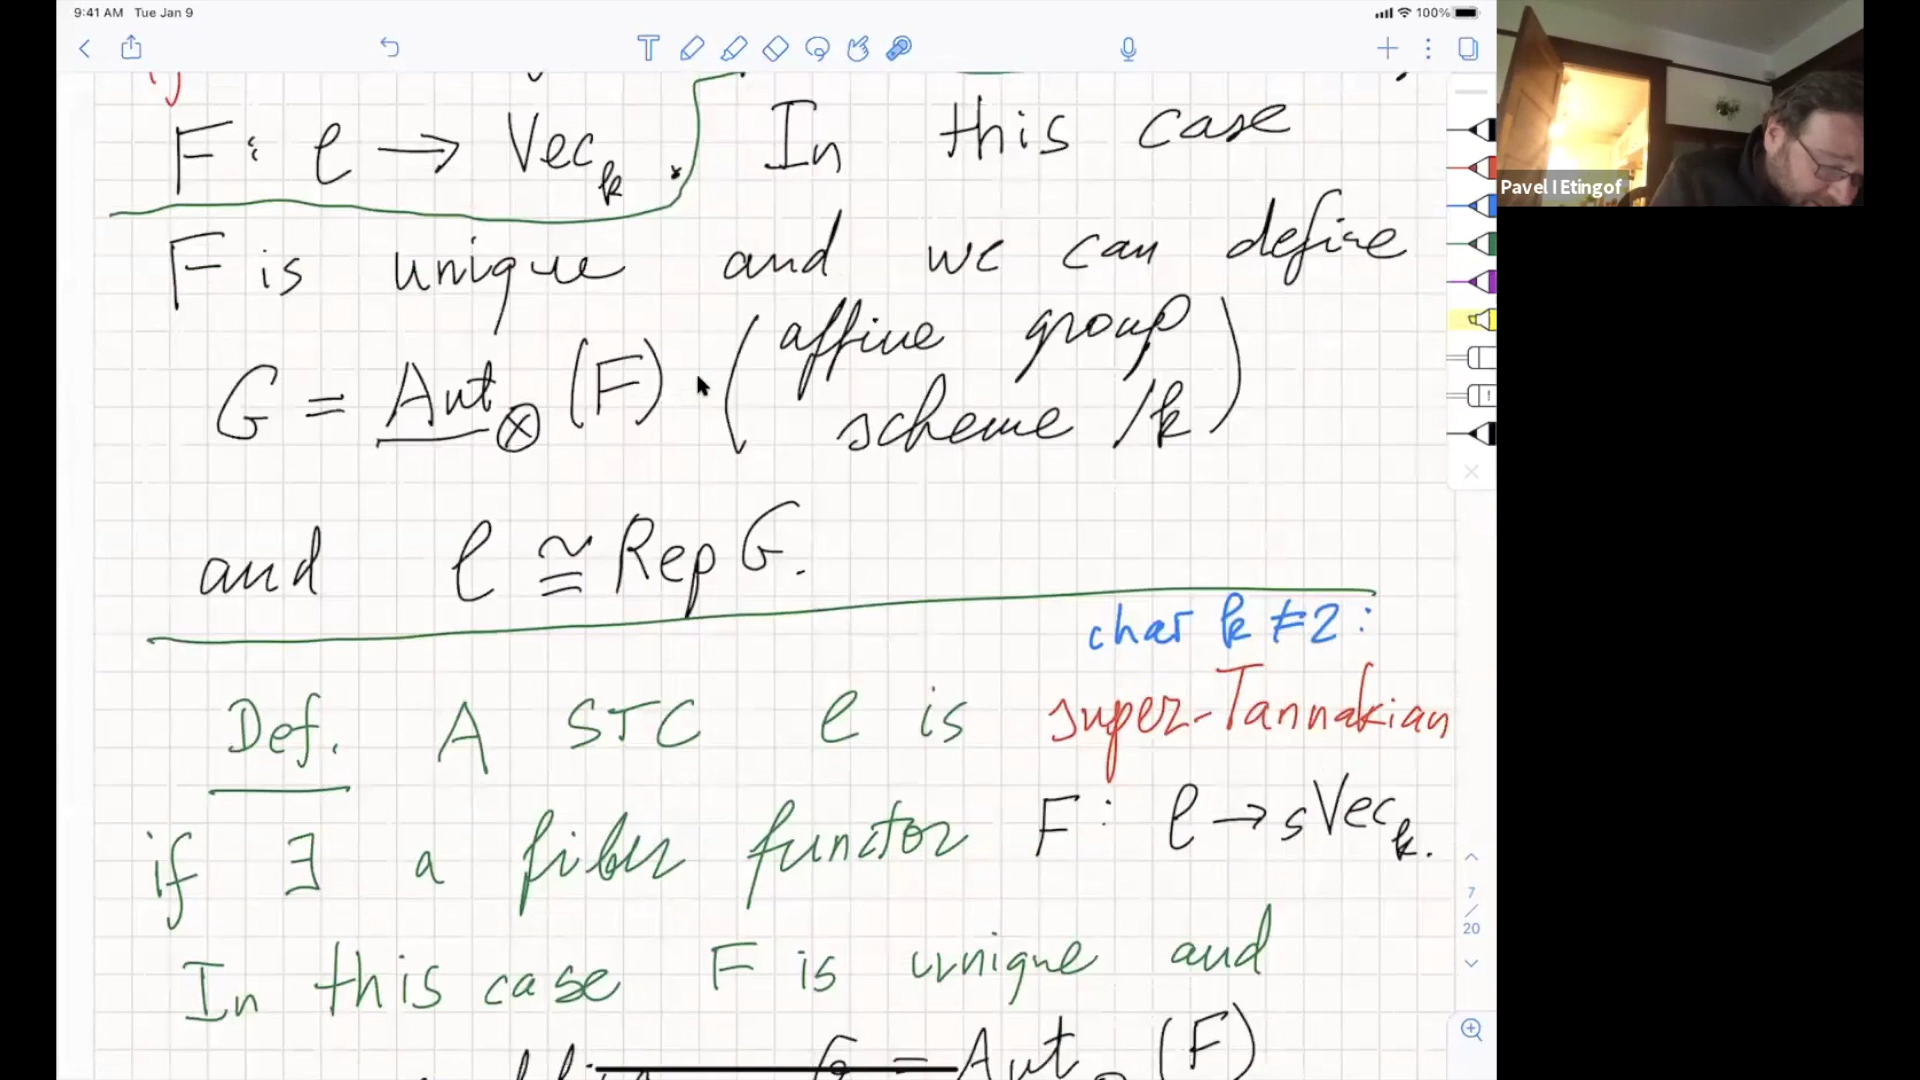 9:41 AM Tue Jan 9
100%
F: C → Vec_k. In this case
F is unique and we can define
G = Aut_⊗ (F). (affine group
scheme /k)
and C ≅ Rep G.
char k ≠ 2:
Def. A STC C is super-Tannakian
if ∃ a fiber functor F: C → sVec_k.
In this case F is unique and
G = Aut (F)
Pavel I Etingof
7
/
20